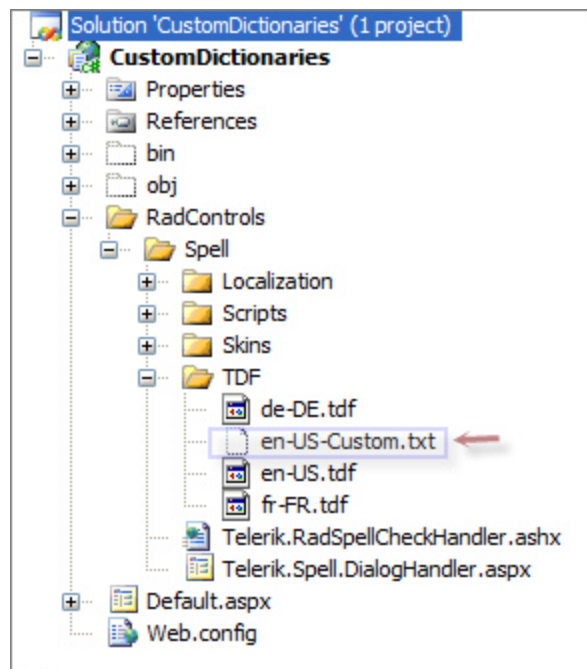 Solution 'CustomDictionaries' (1 project)
CustomDictionaries
Properties
References
bin
obj
RadControls
Spell
Localization
Scripts
Skins
TDF
de-DE.tdf
en-US-Custom.txt
en-US.tdf
fr-FR.tdf
Telerik.RadSpellCheckHandler.ashx
Telerik.Spell.DialogHandler.aspx
Default.aspx
Web.config